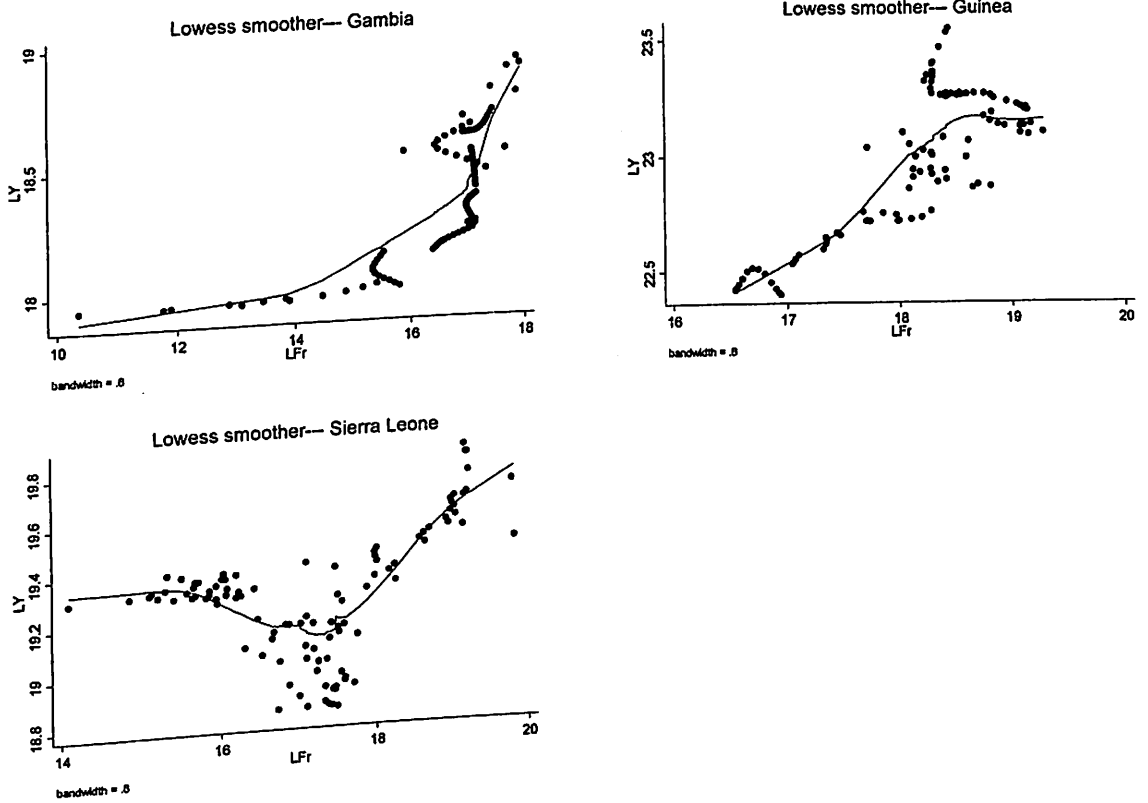 Lowess smoother--- Gambia
19
18.5
18
LY
10
12
14
16
18
LFr
bandwidth = .8
Lowess smoother--- Guinea
23.5
23
22.5
LY
16
17
18
19
20
LFr
bandwidth = .8
Lowess smoother--- Sierra Leone
19.8
19.6
19.4
19.2
19
18.8
LY
14
16
18
20
LFr
bandwidth = .8